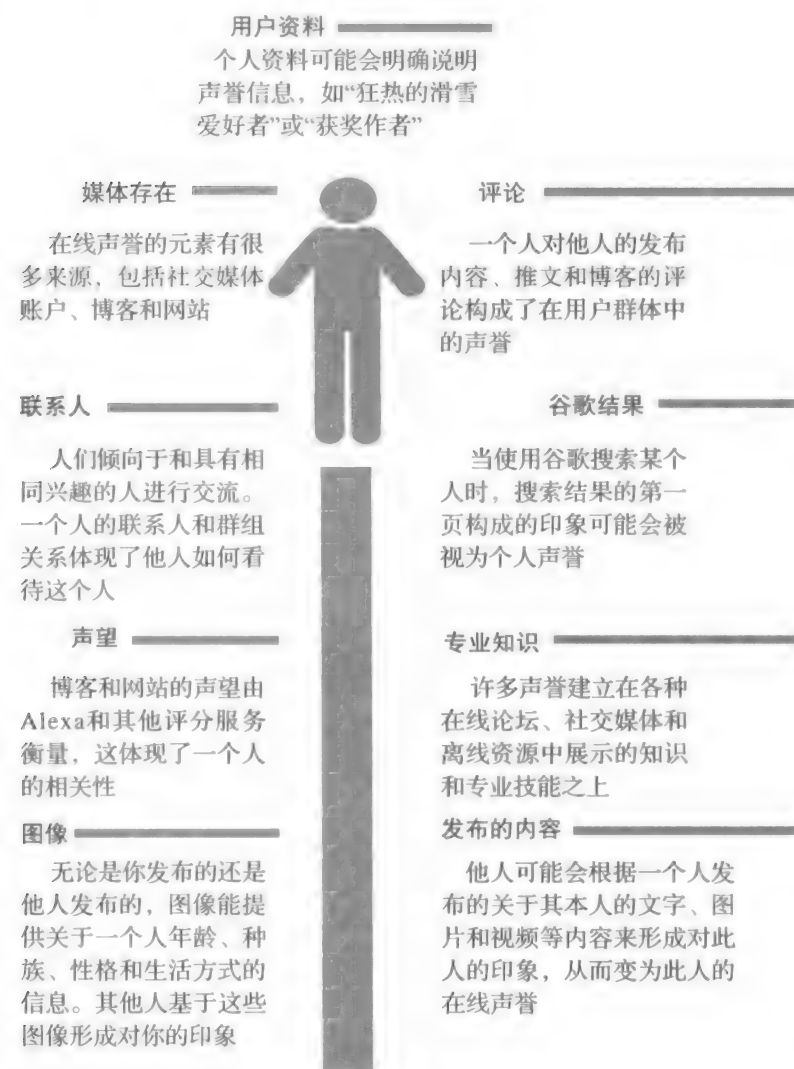 用户资料
个人资料可能会明确说明
声誉信息，如“狂热的滑雪
爱好者”或“获奖作者”
媒体存在
在线声誉的元素有很
多来源，包括社交媒体
账户、博客和网站
评论
一个人对他人的发布
内容、推文和博客的评
论构成了在用户群体中
的声誉
联系人
人们倾向于和具有相
同兴趣的人进行交流。
一个人的联系人和群组
关系体现了他人如何看
待这个人
谷歌结果
当使用谷歌搜索某个
人时，搜索结果的第一
页构成的印象可能会被
视为个人声誉
声望
博客和网站的声望由
Alexa和其他评分服务
衡量，这体现了一个人
的相关性
专业知识
许多声誉建立在各种
在线论坛、社交媒体和
离线资源中展示的知识
和专业技能之上
图像
无论是你发布的还是
他人发布的，图像能提
供关于一个人年龄、种
族、性格和生活方式的
信息。其他人基于这些
图像形成对你的印象
发布的内容
他人可能会根据一个人发
布的关于其本人的文字、图
片和视频等内容来形成对此
人的印象，从而变为此人的
在线声誉